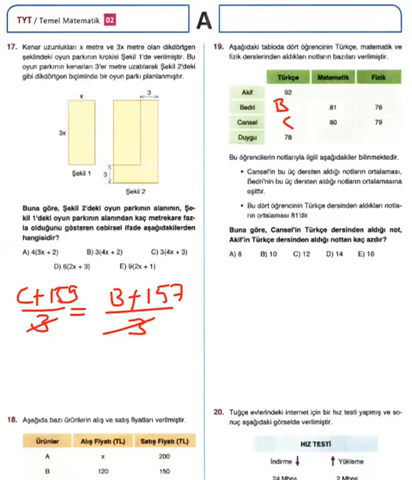 TYT / Temel Matematik 02
A
17. Kenar uzunlukları x metre ve 3x metre olan dikdörtgen
şeklindeki oyun parkının krokisi Şekil 1'de verilmiştir. Bu
oyun parkının kenarları 3'er metre uzatılarak Şekil 2'deki
gibi dikdörtgen biçiminde bir oyun parkı planlanmıştır.
x
3
3x
3
Şekil 1
Şekil 2
Buna göre, Şekil 2'deki oyun parkının alanının, Şe-
kil 1'deki oyun parkının alanından kaç metrekare faz-
la olduğunu gösteren cebirsel ifade aşağıdakilerden
hangisidir?
A) 4(3x + 2) B) 3(4x + 2) C) 3(4x + 3)
D) 6(2x + 3) E) 9(2x + 1)
C+159 = B+157
3 3
18. Aşağıda bazı ürünlerin alış ve satış fiyatları verilmiştir.
Ürünler Alış Fiyatı (TL) Satış Fiyatı (TL)
A x 200
B 120 150
19. Aşağıdaki tabloda dört öğrencinin Türkçe, matematik ve
fizik derslerinden aldıkları notların bazıları verilmiştir.
Türkçe Matematik Fizik
Akif 92
Bedri B 81 76
Cansel C 80 79
Duygu 78
Bu öğrencilerin notlarıyla ilgili aşağıdakiler bilinmektedir.
• Cansel'in bu üç dersten aldığı notların ortalaması,
Bedri'nin bu üç dersten aldığı notların ortalamasına
eşittir.
• Bu dört öğrencinin Türkçe dersinden aldıkları notla-
rın ortalaması 81'dir.
Buna göre, Cansel'in Türkçe dersinden aldığı not,
Akif'in Türkçe dersinden aldığı nottan kaç azdır?
A) 8 B) 10 C) 12 D) 14 E) 16
20. Tuğçe evlerindeki internet için bir hız testi yapmış ve so-
nuç aşağıdaki görselde verilmiştir.
HIZ TESTİ
İndirme ↓ ↑ Yükleme
24 Mbps 2 Mbps